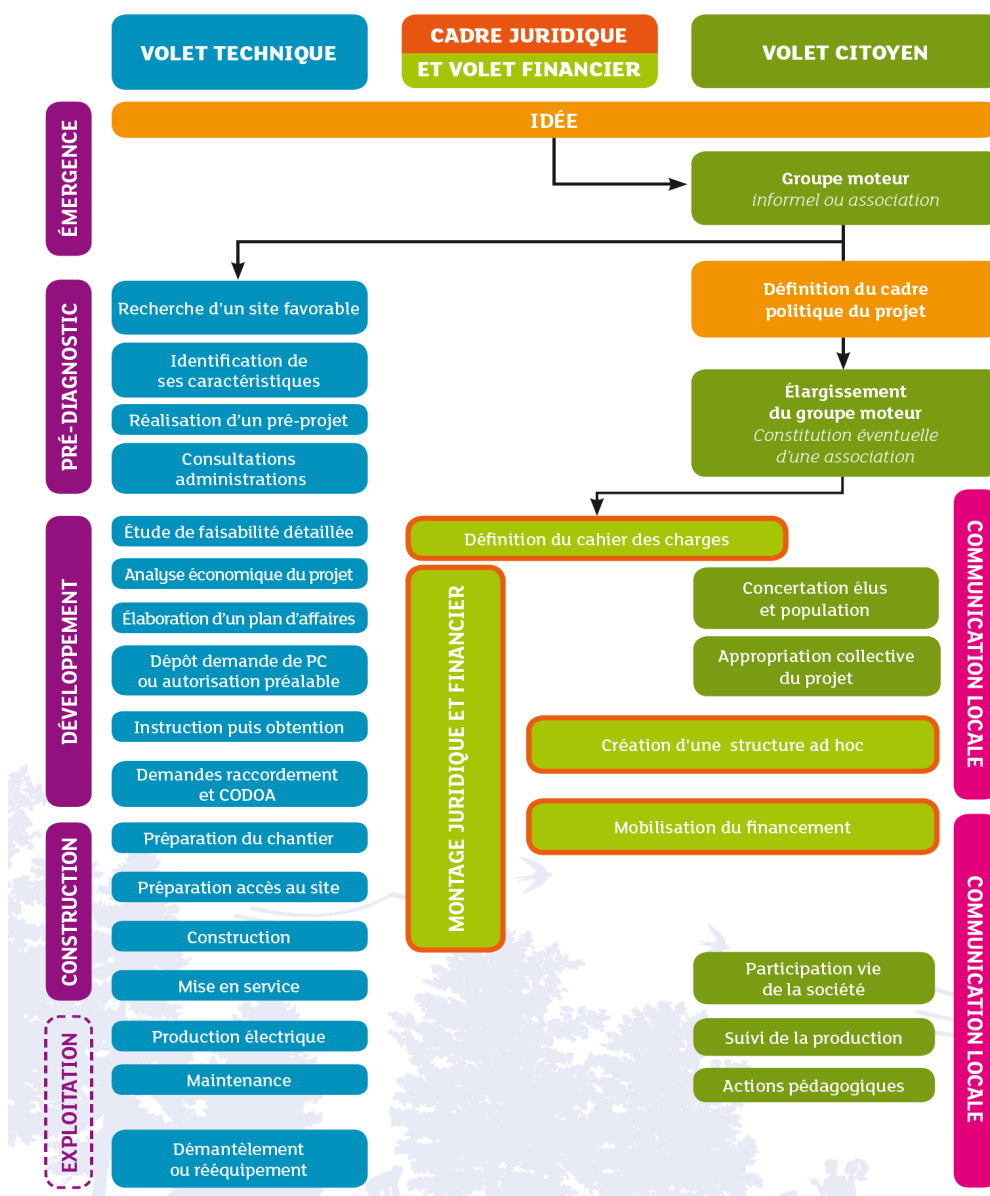 VOLET TECHNIQUE
CADRE JURIDIQUE
ET VOLET FINANCIER
VOLET CITOYEN
ÉMERGENCE
IDÉE
Groupe moteur
informel ou association
PRÉ-DIAGNOSTIC
Recherche d'un site favorable
Identification de
ses caractéristiques
Réalisation d'un pré-projet
Consultations
administrations
Définition du cadre
politique du projet
Élargissement
du groupe moteur
Constitution éventuelle
d'une association
DÉVELOPPEMENT
Étude de faisabilité détaillée
Analyse économique du projet
Élaboration d'un plan d'affaires
Dépôt demande de PC
ou autorisation préalable
Instruction puis obtention
Demandes raccordement
et CODOA
Définition du cahier des charges
MONTAGE JURIDIQUE ET FINANCIER
Concertation élus
et population
Appropriation collective
du projet
Création d'une structure ad hoc
Mobilisation du financement
COMMUNICATION LOCALE
CONSTRUCTION
Préparation du chantier
Préparation accès au site
Construction
Mise en service
Participation vie
de la société
Suivi de la production
Actions pédagogiques
COMMUNICATION LOCALE
EXPLOITATION
Production électrique
Maintenance
Démantèlement
ou rééquipement